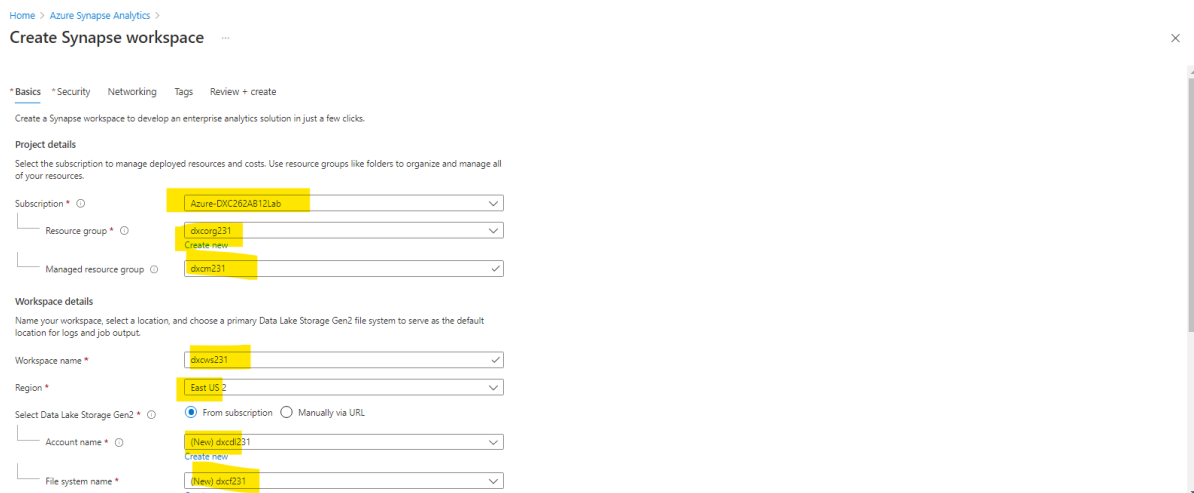 Home > Azure Synapse Analytics >
Create Synapse workspace ...
* Basics * Security Networking Tags Review + create
Create a Synapse workspace to develop an enterprise analytics solution in just a few clicks.
Project details
Select the subscription to manage deployed resources and costs. Use resource groups like folders to organize and manage all
of your resources.
Subscription * Azure-DXC262AB12Lab
Resource group * dxcorg231
Create new
Managed resource group dxcm231
Workspace details
Name your workspace, select a location, and choose a primary Data Lake Storage Gen2 file system to serve as the default
location for logs and job output.
Workspace name * dxcws231
Region * East US 2
Select Data Lake Storage Gen2 * From subscription Manually via URL
Account name * (New) dxcdl231
Create new
File system name * (New) dxcf231